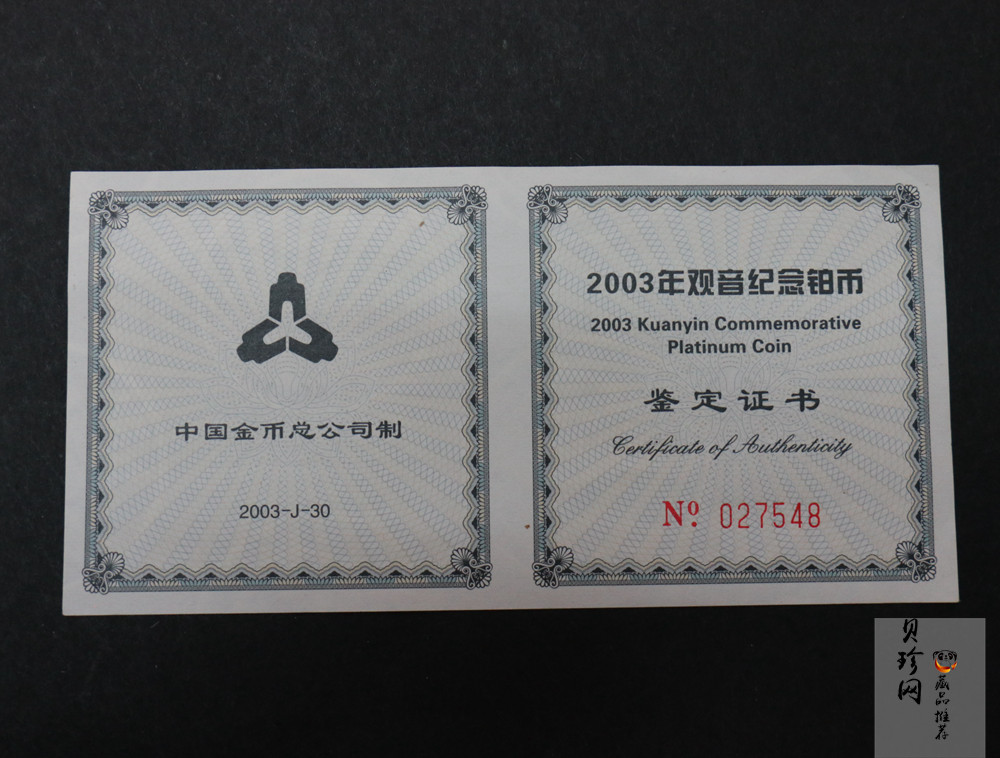 中国金币总公司制
2003-J-30
2003年观音纪念铂币
2003 Kuanyin Commemorative
Platinum Coin
鉴定证书
Certificate of Authenticity
Nº 027548
贝珍网
藏品推荐